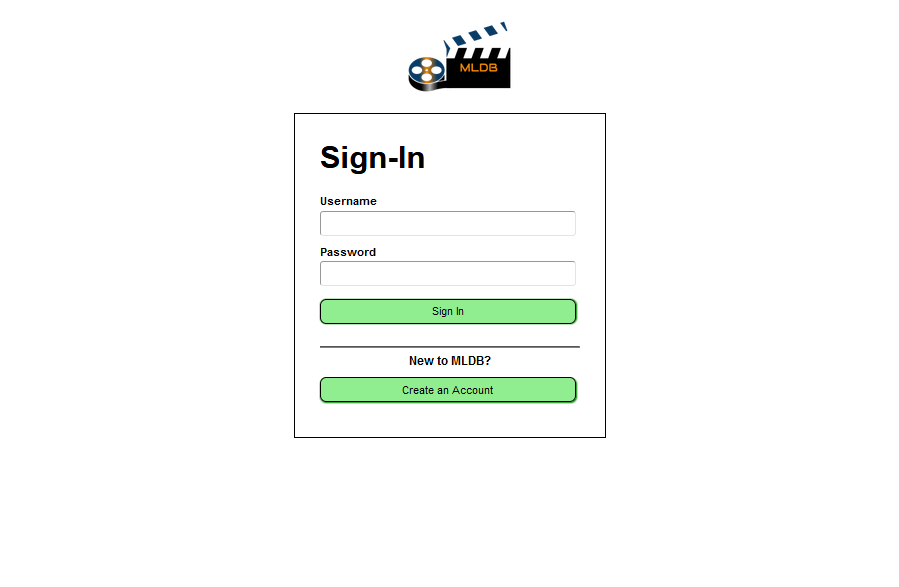 MLDB
Sign-In
Username
Password
Sign In
New to MLDB?
Create an Account